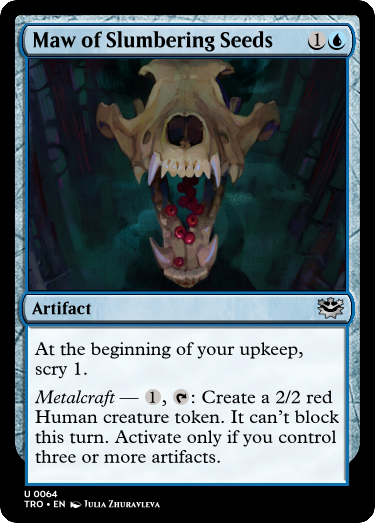 Maw of Slumbering Seeds 1
Artifact
At the beginning of your upkeep,
scry 1.
Metalcraft — 1, : Create a 2/2 red
Human creature token. It can't block
this turn. Activate only if you control
three or more artifacts.
U 0064
TRO • EN Julia Zhuravleva